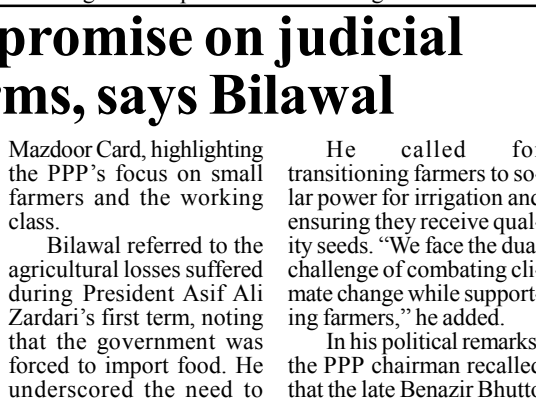 promise on judicial
rms, says Bilawal
Mazdoor Card, highlighting
the PPP's focus on small
farmers and the working
class.
Bilawal referred to the
agricultural losses suffered
during President Asif Ali
Zardari's first term, noting
that the government was
forced to import food. He
underscored the need to
He called for
transitioning farmers to so-
lar power for irrigation and
ensuring they receive qual-
ity seeds. “We face the dual
challenge of combating cli-
mate change while support-
ing farmers,” he added.
In his political remarks,
the PPP chairman recalled
that the late Benazir Bhutto